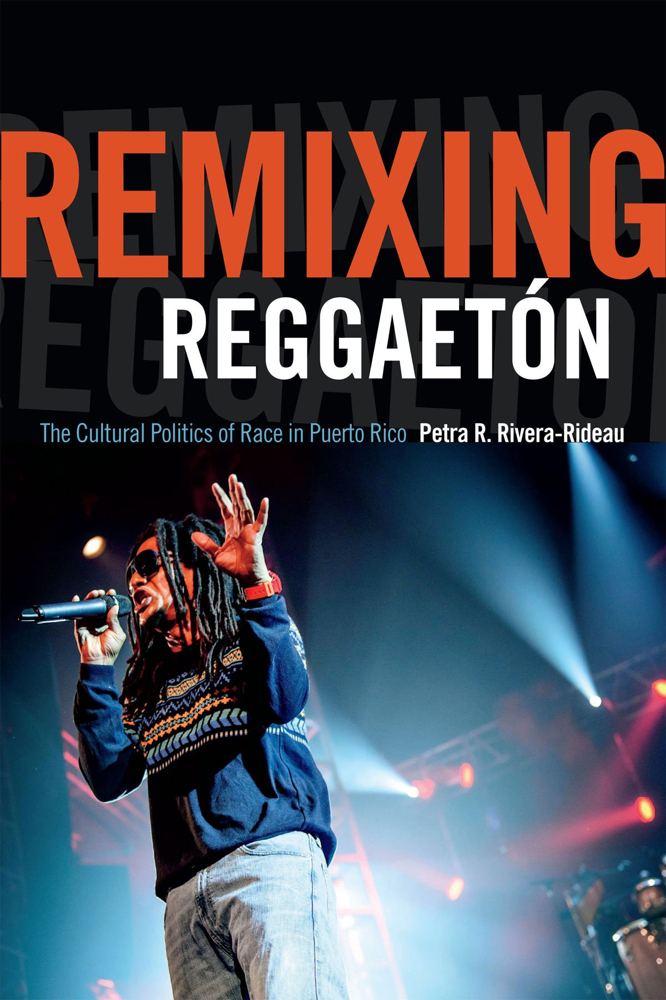 REMIXING
REGGAETÓN
The Cultural Politics of Race in Puerto Rico Petra R. Rivera-Rideau